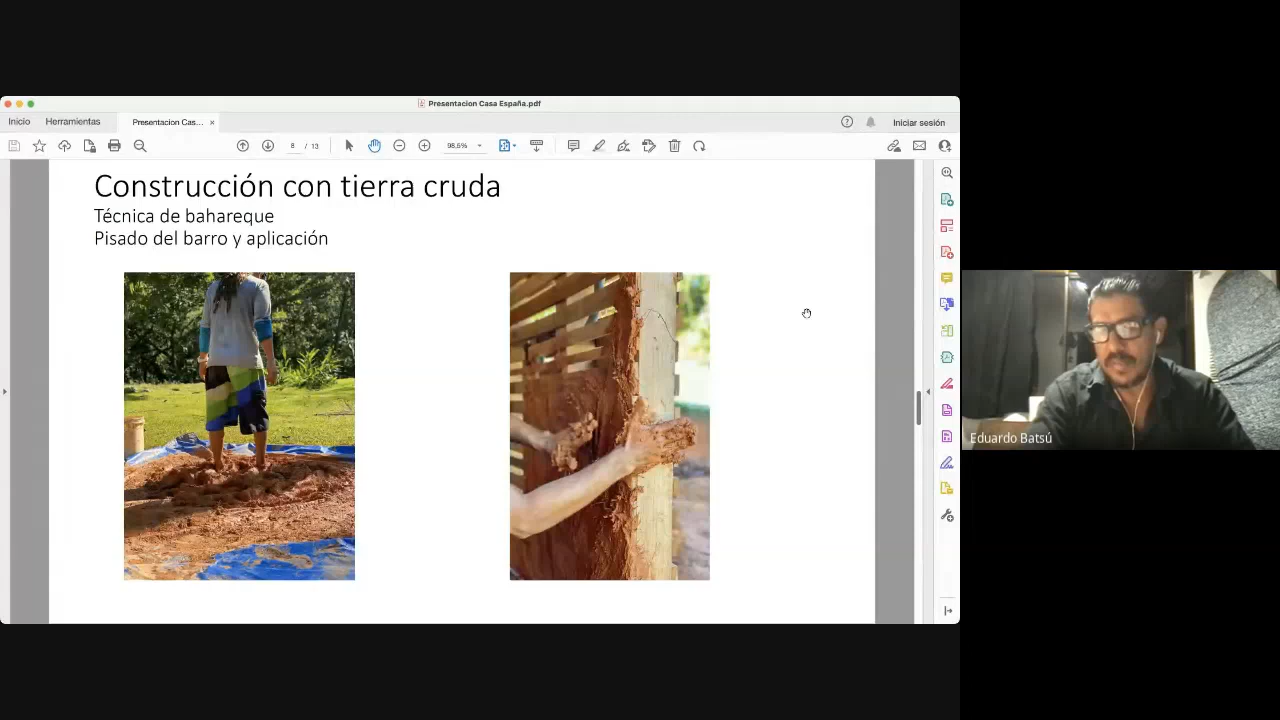 Presentacion Casa España.pdf
Inicio
Herramientas
Presentacion Cas...
Iniciar sesión
8 / 13
98,6%
Construcción con tierra cruda
Técnica de bahareque
Pisado del barro y aplicación
Eduardo Batsú